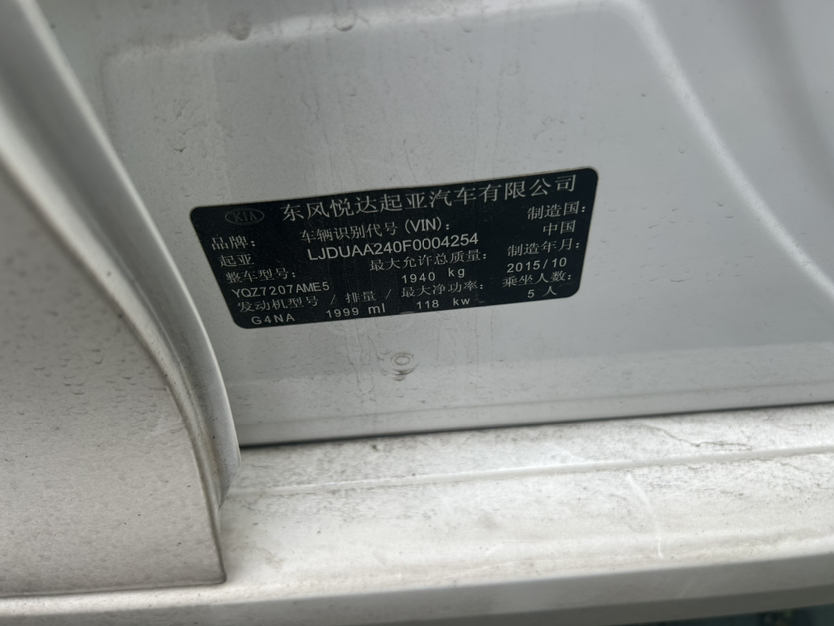 KIA 东风悦达起亚汽车有限公司
品牌: 车辆识别代号(VIN): 制造国:
起亚 LJDUAA240F0004254 中国
整车型号: 最大允许总质量: 制造年月:
YQZ7207AME5 1940 kg 2015/10
发动机型号 / 排量 / 最大净功率: 乘坐人数:
G4NA 1999 ml 118 kw 5 人